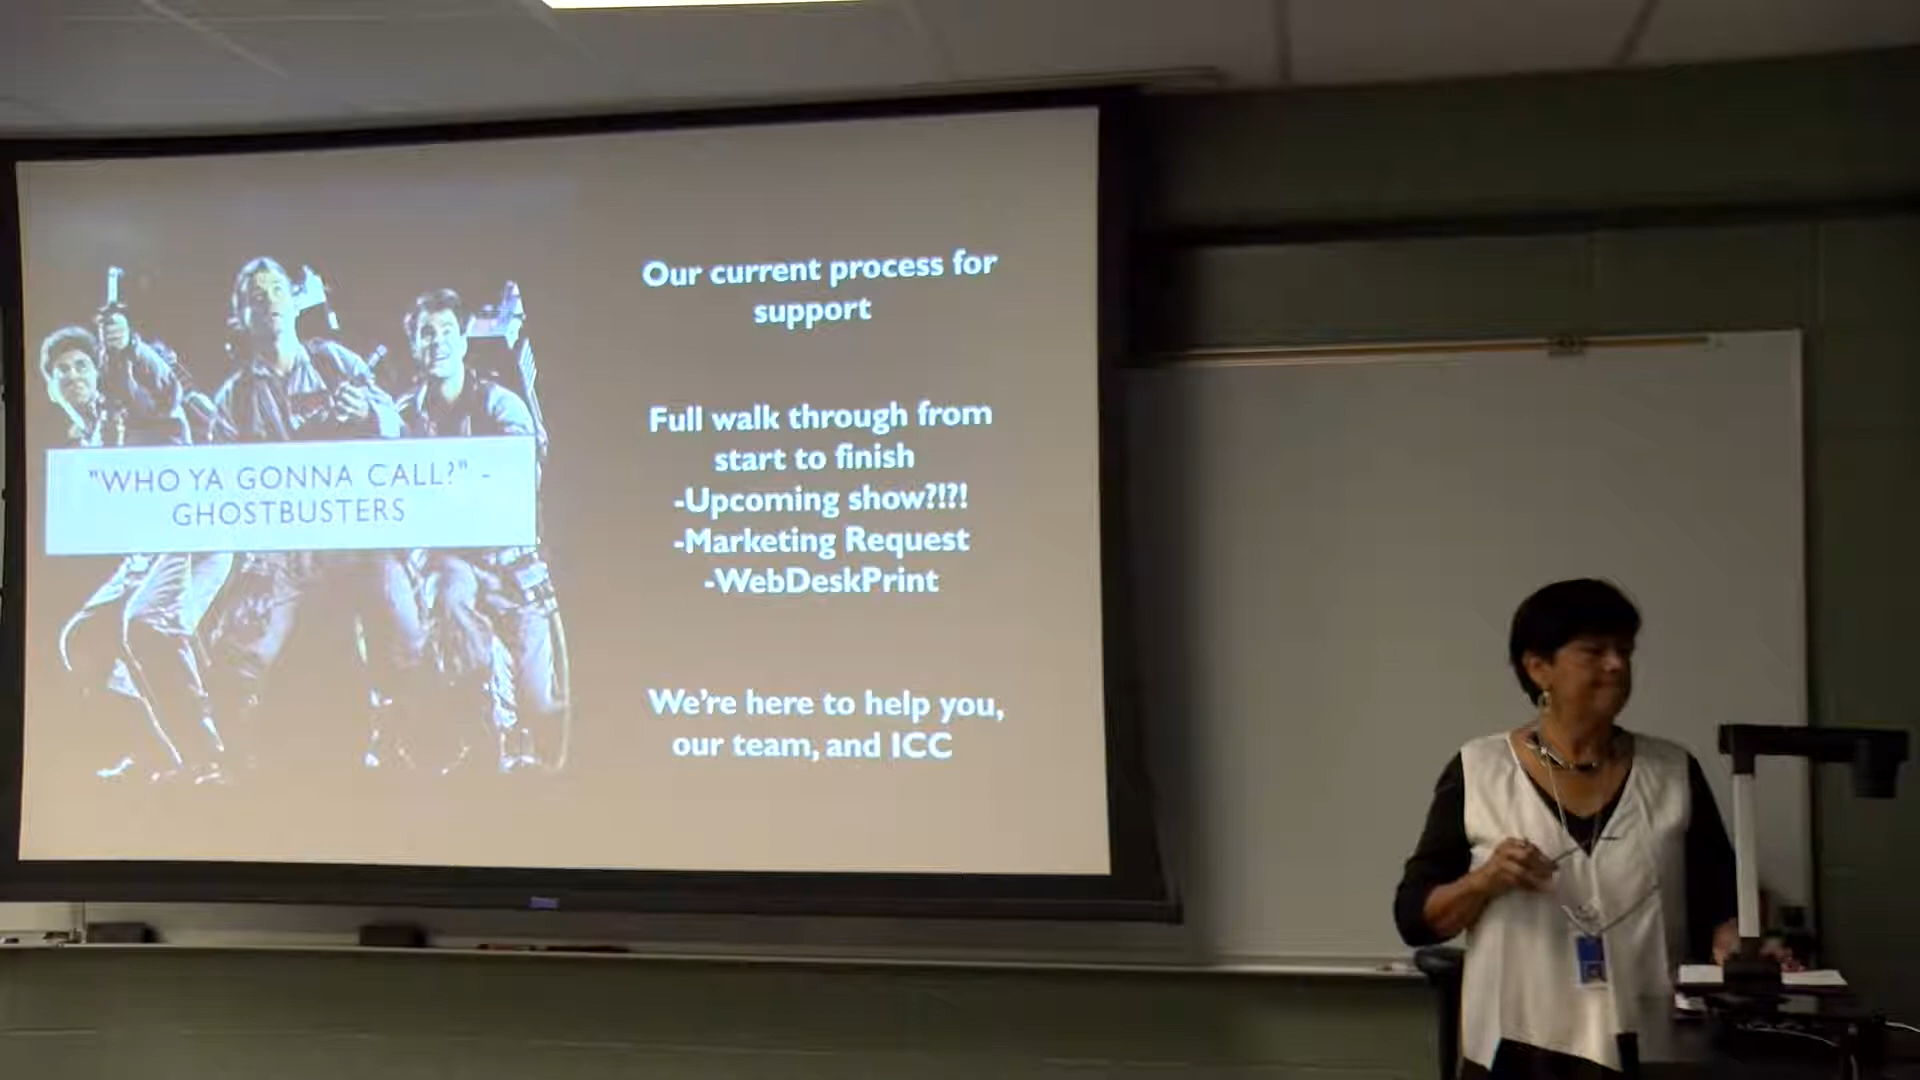 "WHO YA GONNA CALL?" -
GHOSTBUSTERS
Our current process for
support
Full walk through from
start to finish
-Upcoming show?!?!
-Marketing Request
-WebDeskPrint
We're here to help you,
our team, and ICC